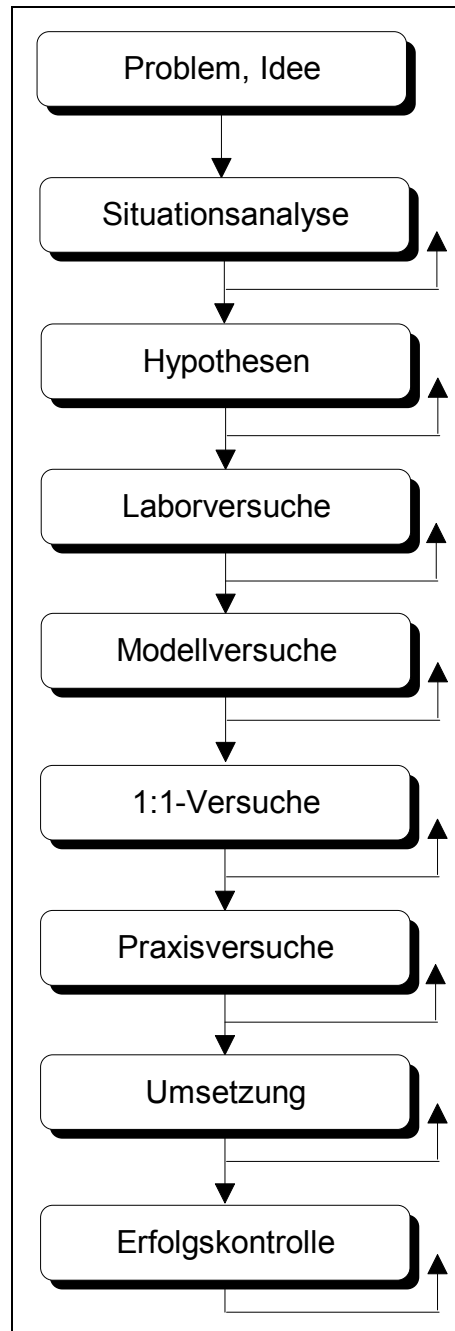 Problem, Idee
Situationsanalyse
Hypothesen
Laborversuche
Modellversuche
1:1-Versuche
Praxisversuche
Umsetzung
Erfolgskontrolle